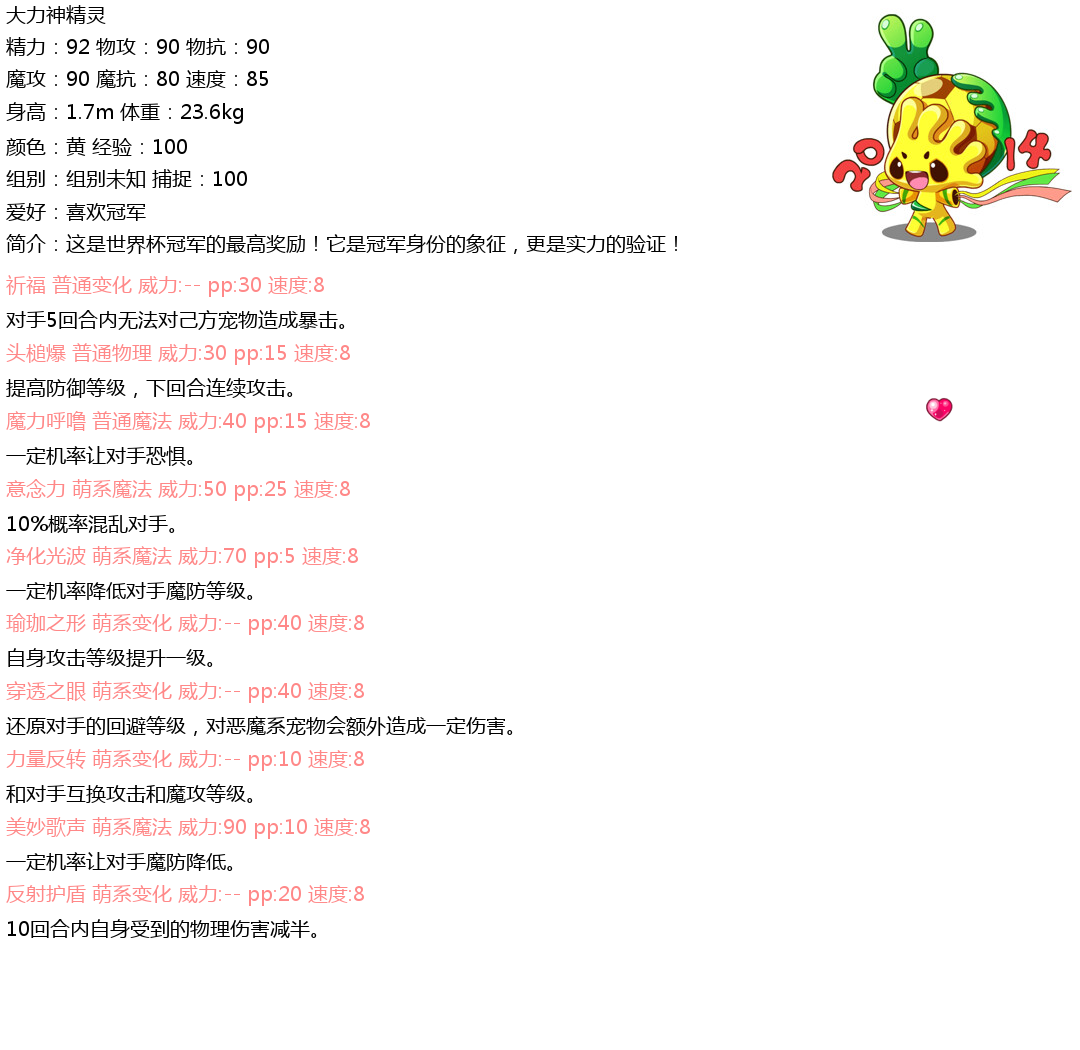 大力神精灵
精力：92 物攻：90 物抗：90
魔攻：90 魔抗：80 速度：85
身高：1.7m 体重：23.6kg
颜色：黄 经验：100
组别：组别未知 捕捉：100
爱好：喜欢冠军
简介：这是世界杯冠军的最高奖励！它是冠军身份的象征，更是实力的验证！
2014
祈福 普通变化 威力:-- pp:30 速度:8
对手5回合内无法对己方宠物造成暴击。
头槌爆 普通物理 威力:30 pp:15 速度:8
提高防御等级，下回合连续攻击。
魔力呼噜 普通魔法 威力:40 pp:15 速度:8
一定机率让对手恐惧。
意念力 萌系魔法 威力:50 pp:25 速度:8
10%概率混乱对手。
净化光波 萌系魔法 威力:70 pp:5 速度:8
一定机率降低对手魔防等级。
瑜珈之形 萌系变化 威力:-- pp:40 速度:8
自身攻击等级提升一级。
穿透之眼 萌系变化 威力:-- pp:40 速度:8
还原对手的回避等级，对恶魔系宠物会额外造成一定伤害。
力量反转 萌系变化 威力:-- pp:10 速度:8
和对手互换攻击和魔攻等级。
美妙歌声 萌系魔法 威力:90 pp:10 速度:8
一定机率让对手魔防降低。
反射护盾 萌系变化 威力:-- pp:20 速度:8
10回合内自身受到的物理伤害减半。